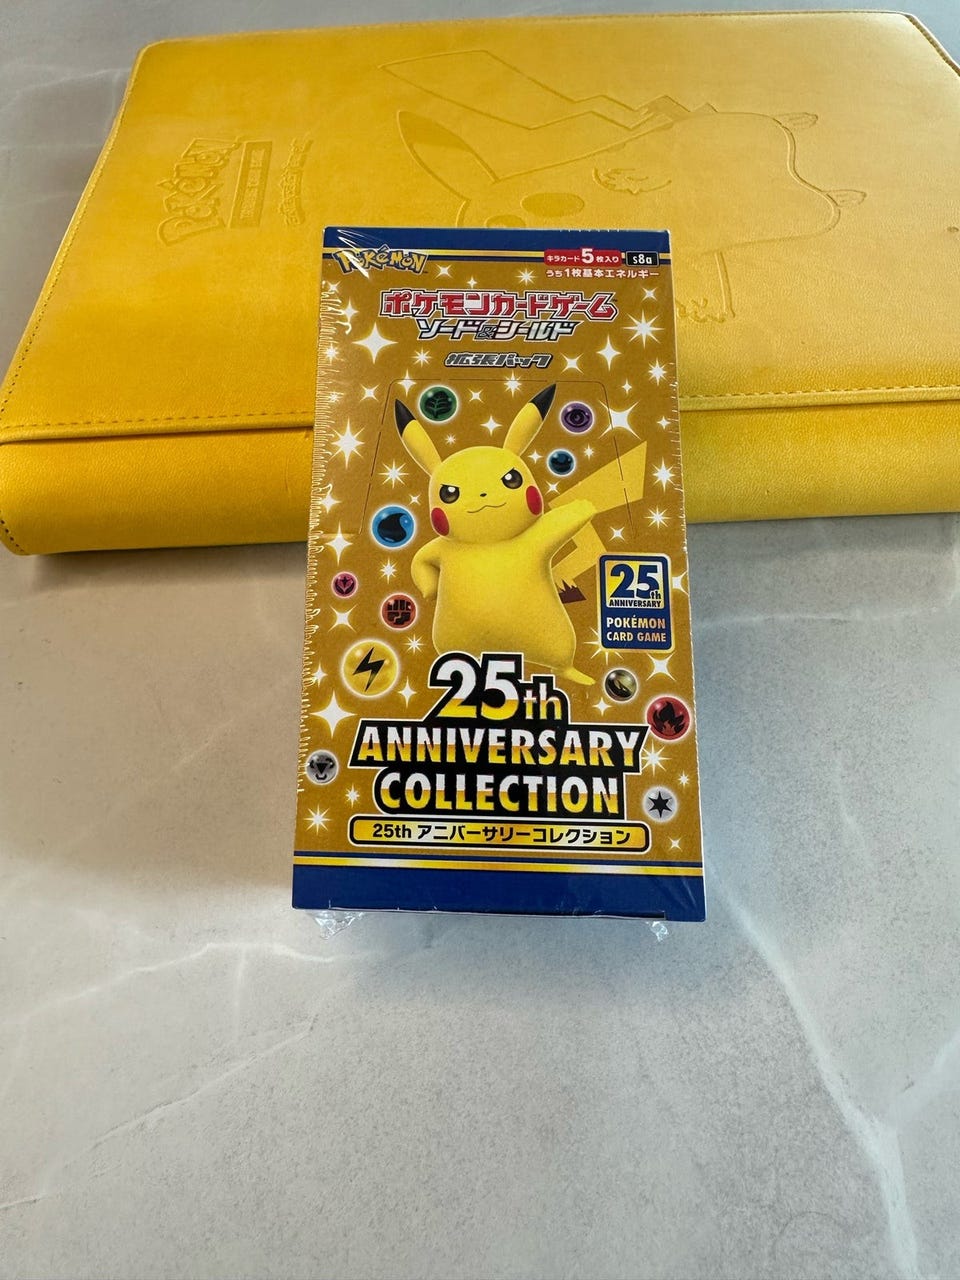 Pokémon
キラカード5枚入り s8a
うち1枚基本エネルギー
ポケモンカードゲーム
ソード&シールド
拡張パック
25th
ANNIVERSARY
POKÉMON
CARD GAME
25th
ANNIVERSARY
COLLECTION
25th アニバーサリーコレクション
POKÉMON